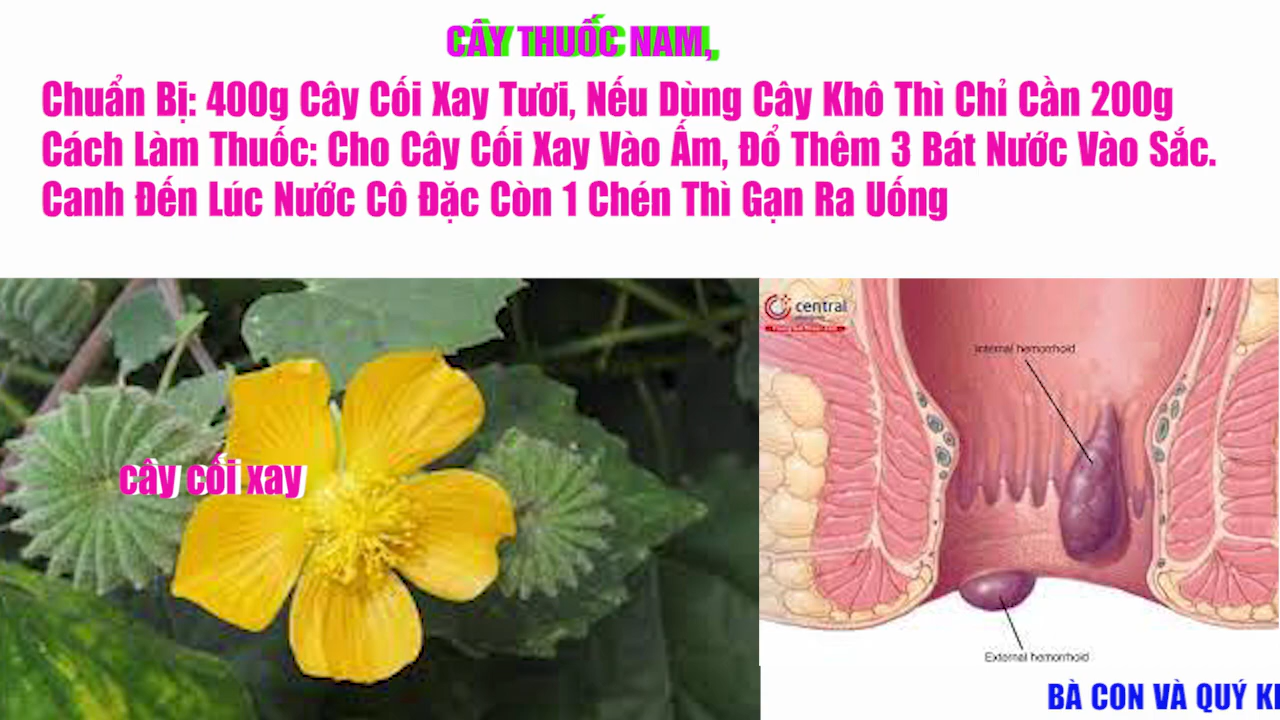 CÂY THUỐC NAM,
Chuẩn Bị: 400g Cây Cối Xay Tươi, Nếu Dùng Cây Khô Thì Chỉ Cần 200g
Cách Làm Thuốc: Cho Cây Cối Xay Vào Ấm, Đổ Thêm 3 Bát Nước Vào Sắc.
Canh Đến Lúc Nước Cô Đặc Còn 1 Chén Thì Gạn Ra Uống
central
Internal hemorrhoid
cây cối xay
External hemorrhoid
BÀ CON VÀ QUÝ